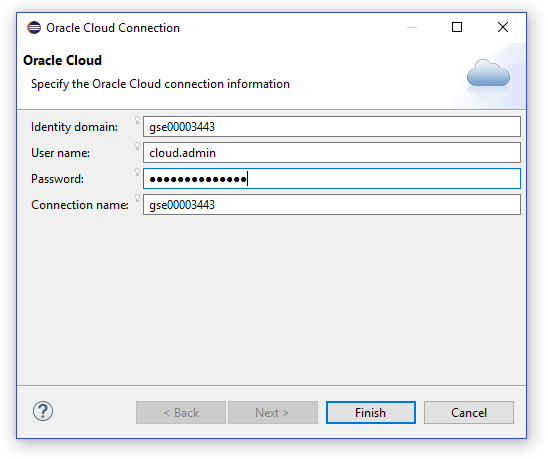 Oracle Cloud Connection
Oracle Cloud
Specify the Oracle Cloud connection information
Identity domain: gse00003443
User name: cloud.admin
Password: ●●●●●●●●●●●●●●
Connection name: gse00003443
? < Back Next > Finish Cancel